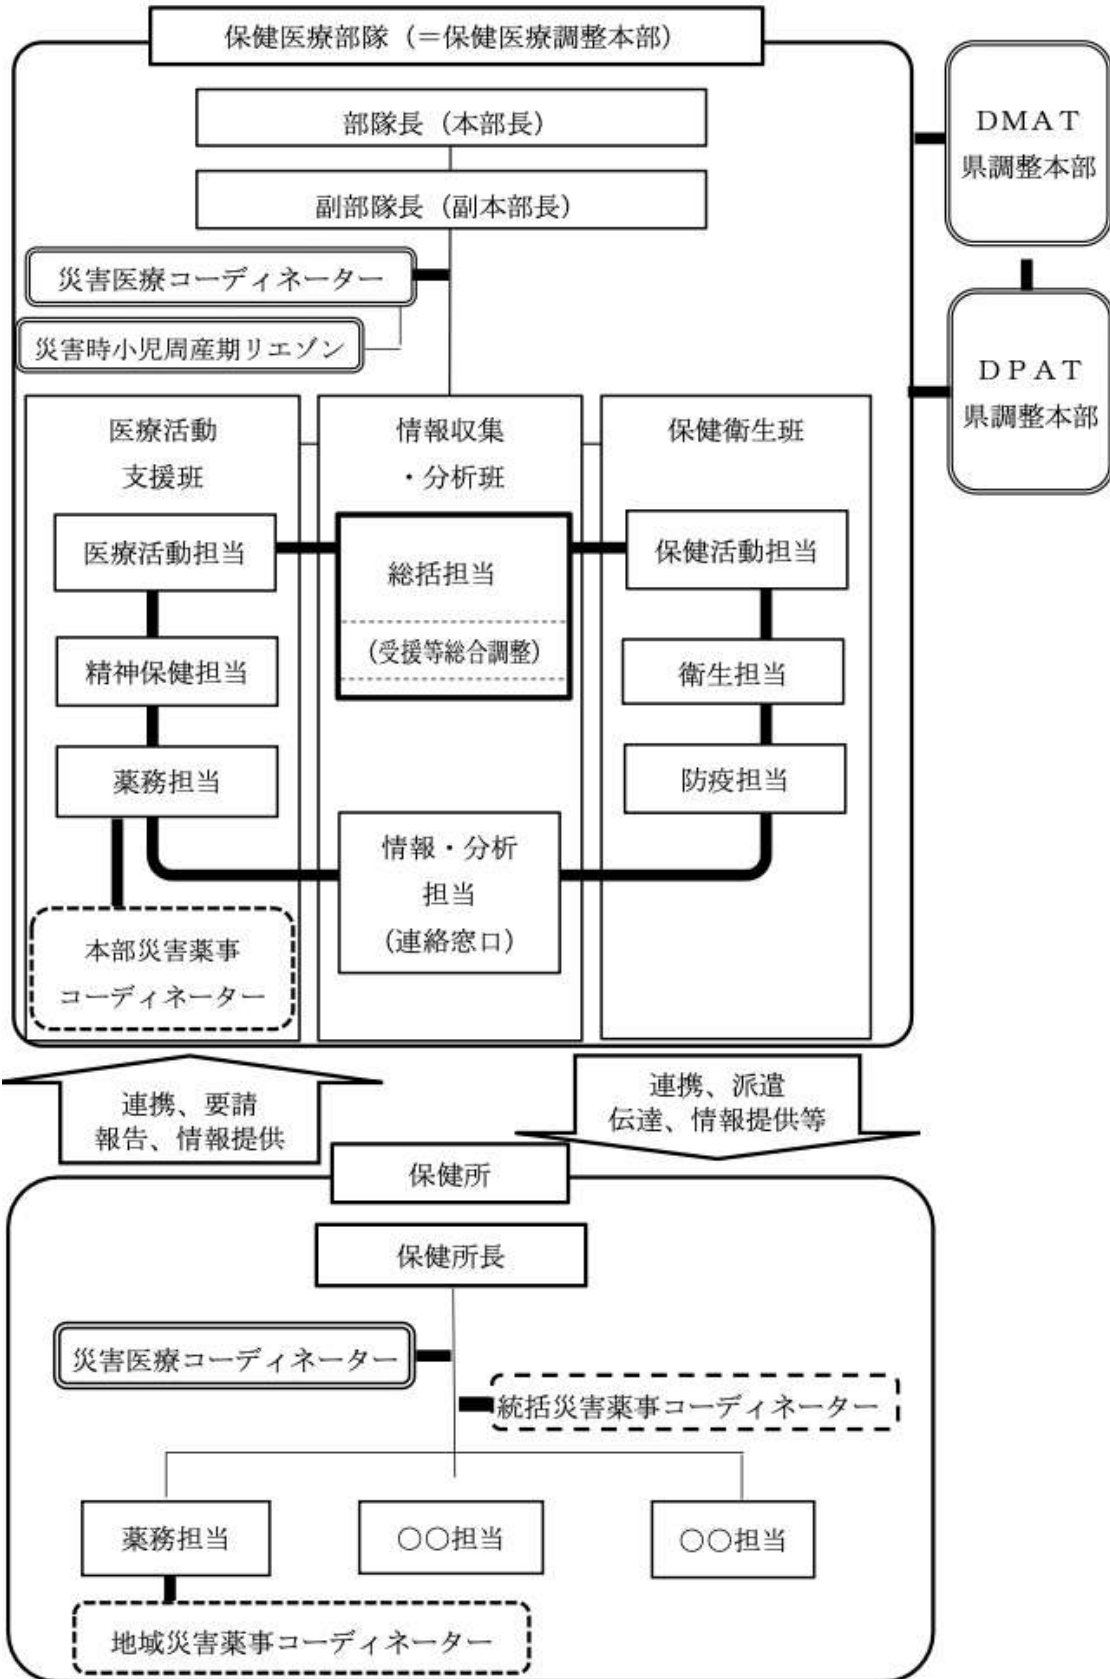 保健医療部隊（＝保健医療調整本部）
部隊長（本部長）
副部隊長（副本部長）
災害医療コーディネーター
災害時小児周産期リエゾン
ＤＭＡＴ
県調整本部
ＤＰＡＴ
県調整本部
医療活動
支援班
医療活動担当
精神保健担当
薬務担当
本部災害薬事
コーディネーター
情報収集
・分析班
総括担当
（受援等総合調整）
情報・分析
担当
（連絡窓口）
保健衛生班
保健活動担当
衛生担当
防疫担当
連携、要請
報告、情報提供
連携、派遣
伝達、情報提供等
保健所
保健所長
災害医療コーディネーター
統括災害薬事コーディネーター
薬務担当
〇〇担当
〇〇担当
地域災害薬事コーディネーター